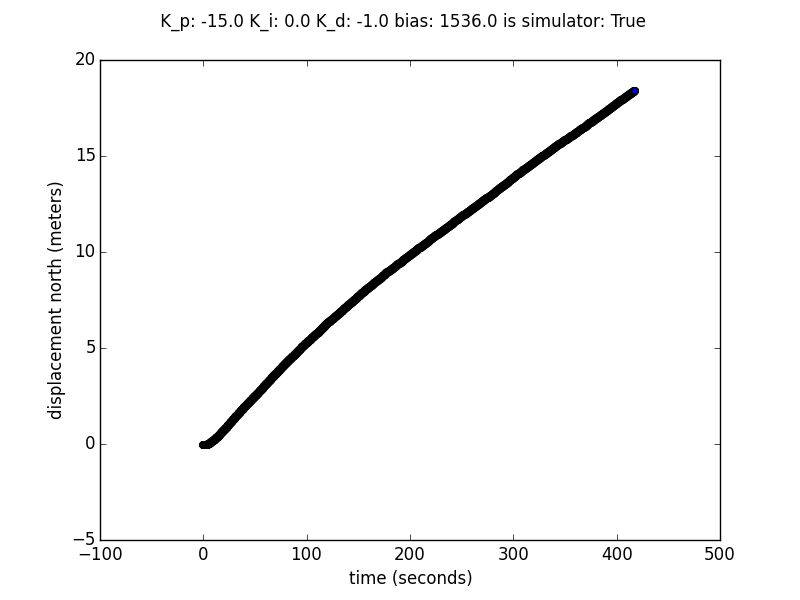 K_p: -15.0 K_i: 0.0 K_d: -1.0 bias: 1536.0 is simulator: True
20
15
10
5
0
−5
displacement north (meters)
−100 0 100 200 300 400 500
time (seconds)